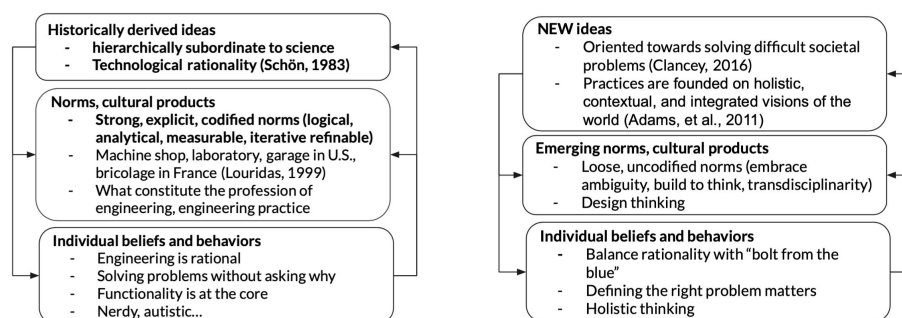 Historically derived ideas
- hierarchically subordinate to science
- Technological rationality (Schön, 1983)
Norms, cultural products
- Strong, explicit, codified norms (logical,
analytical, measurable, iterative refinable)
- Machine shop, laboratory, garage in U.S.,
bricolage in France (Louridas, 1999)
- What constitute the profession of
engineering, engineering practice
Individual beliefs and behaviors
- Engineering is rational
- Solving problems without asking why
- Functionality is at the core
- Nerdy, autistic...
NEW ideas
- Oriented towards solving difficult societal
problems (Clancey, 2016)
- Practices are founded on holistic,
contextual, and integrated visions of the
world (Adams, et al., 2011)
Emerging norms, cultural products
- Loose, uncodified norms (embrace
ambiguity, build to think, transdisciplinarity)
- Design thinking
Individual beliefs and behaviors
- Balance rationality with “bolt from the
blue”
- Defining the right problem matters
- Holistic thinking